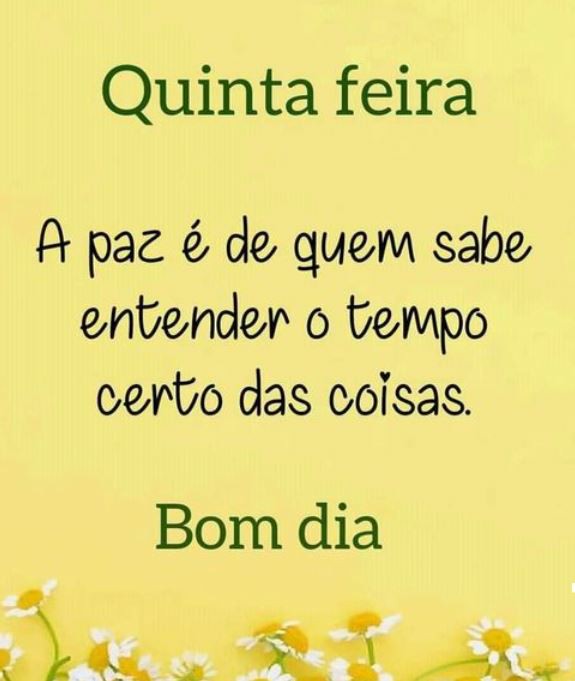 Quinta feira
A paz é de quem sabe
entender o tempo
certo das coisas.
Bom dia